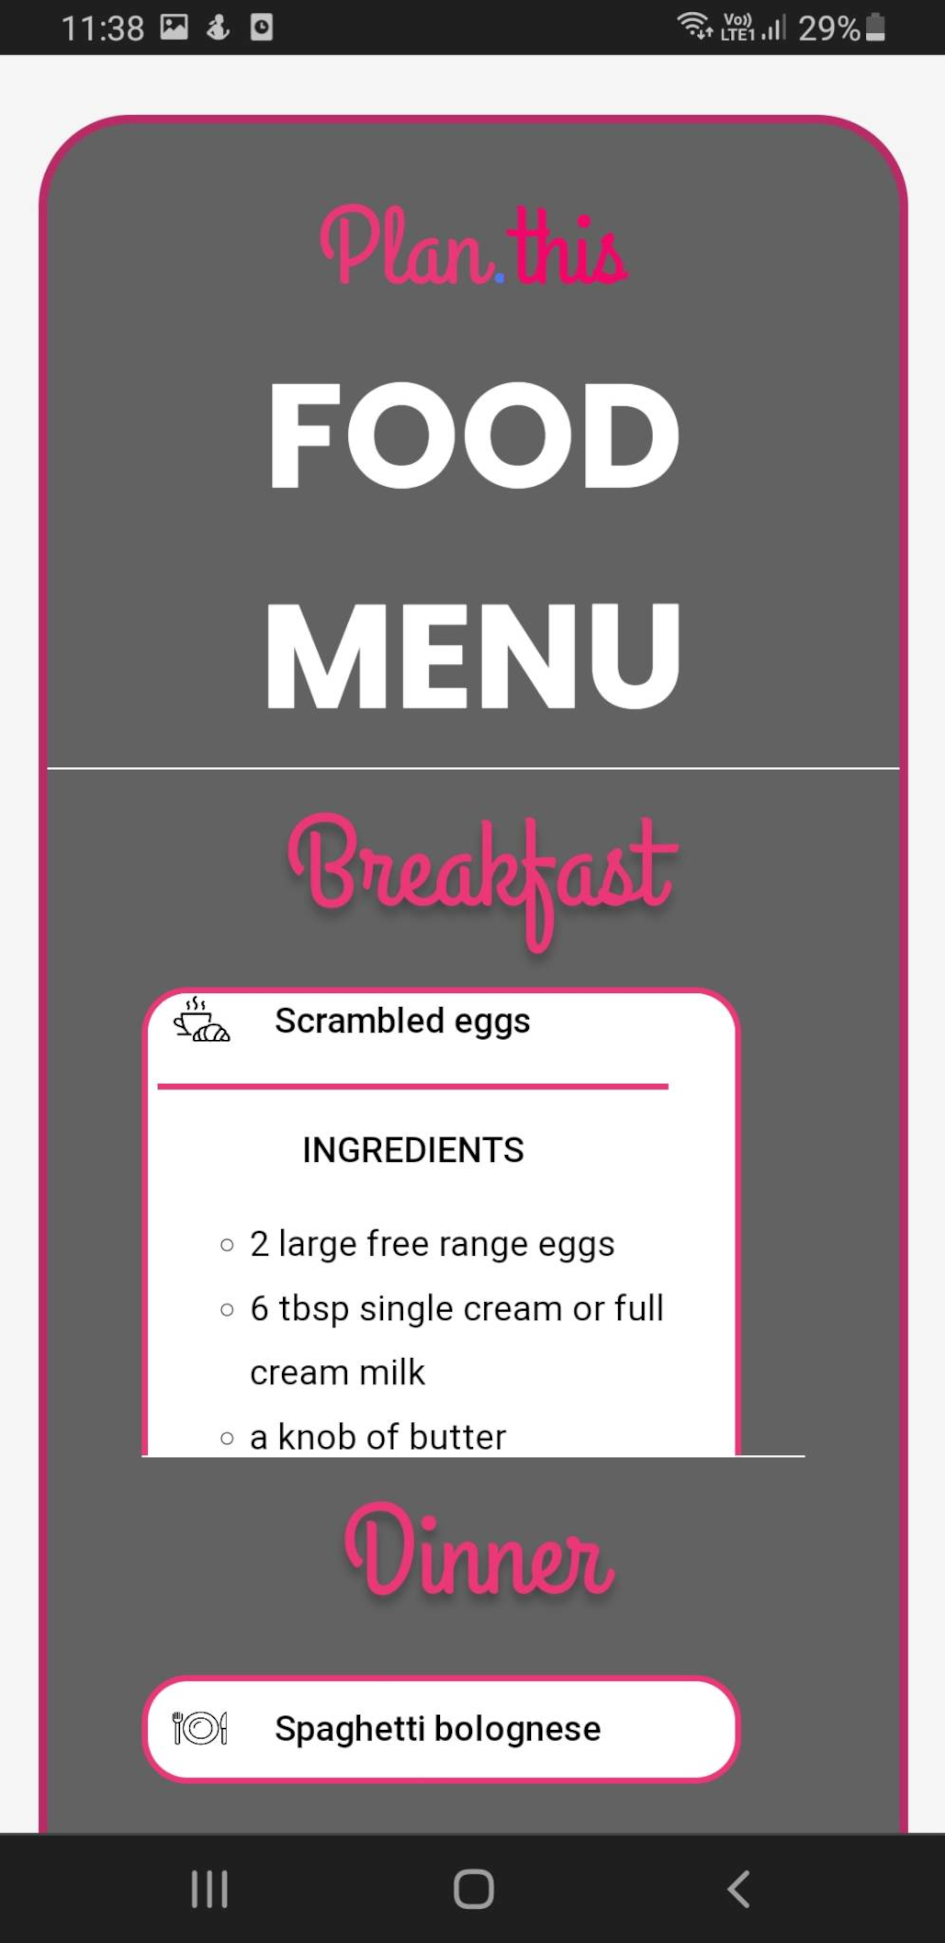 11:38 Vo)) LTE1 29%
Plan.this
FOOD
MENU
Breakfast
Scrambled eggs
INGREDIENTS
2 large free range eggs
6 tbsp single cream or full
cream milk
a knob of butter
Dinner
Spaghetti bolognese